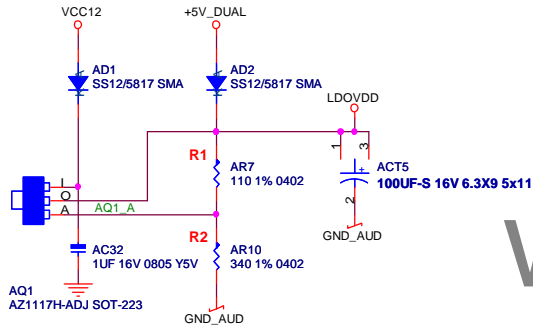 VCC12
+5V_DUAL
AD1
SS12/5817 SMA
AD2
SS12/5817 SMA
LDOVDD
R1
AR7
110 1% 0402
1
3
+
ACT5
100UF-S 16V 6.3X9 5x11
2
GND_AUD
I
O
A
AQ1_A
R2
AC32
1UF 16V 0805 Y5V
AR10
340 1% 0402
AQ1
AZ1117H-ADJ SOT-223
GND_AUD